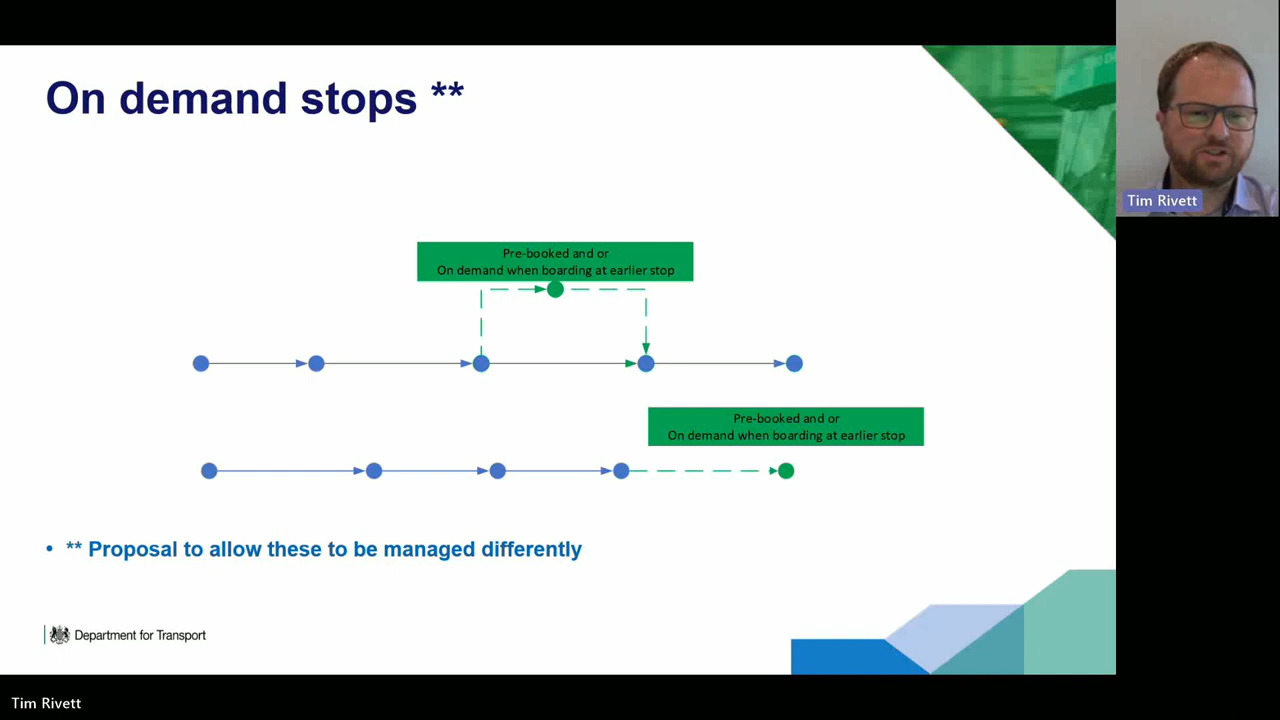 On demand stops **
Pre-booked and or
On demand when boarding at earlier stop
Pre-booked and or
On demand when boarding at earlier stop
• ** Proposal to allow these to be managed differently
Department for Transport
Tim Rivett
Tim Rivett